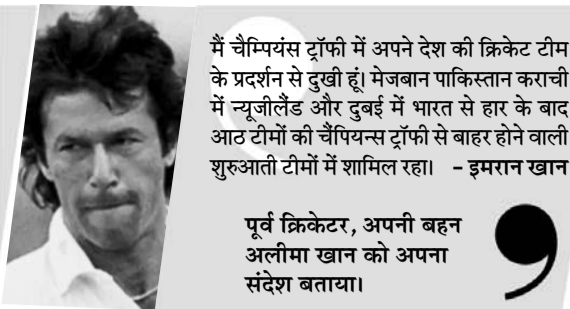 मैं चैम्पियंस ट्रॉफी में अपने देश की क्रिकेट टीम
के प्रदर्शन से दुखी हूं। मेजबान पाकिस्तान कराची
में न्यूजीलैंड और दुबई में भारत से हार के बाद
आठ टीमों की चैंपियन्स ट्रॉफी से बाहर होने वाली
शुरुआती टीमों में शामिल रहा। – इमरान खान
पूर्व क्रिकेटर, अपनी बहन
अलीमा खान को अपना
संदेश बताया।